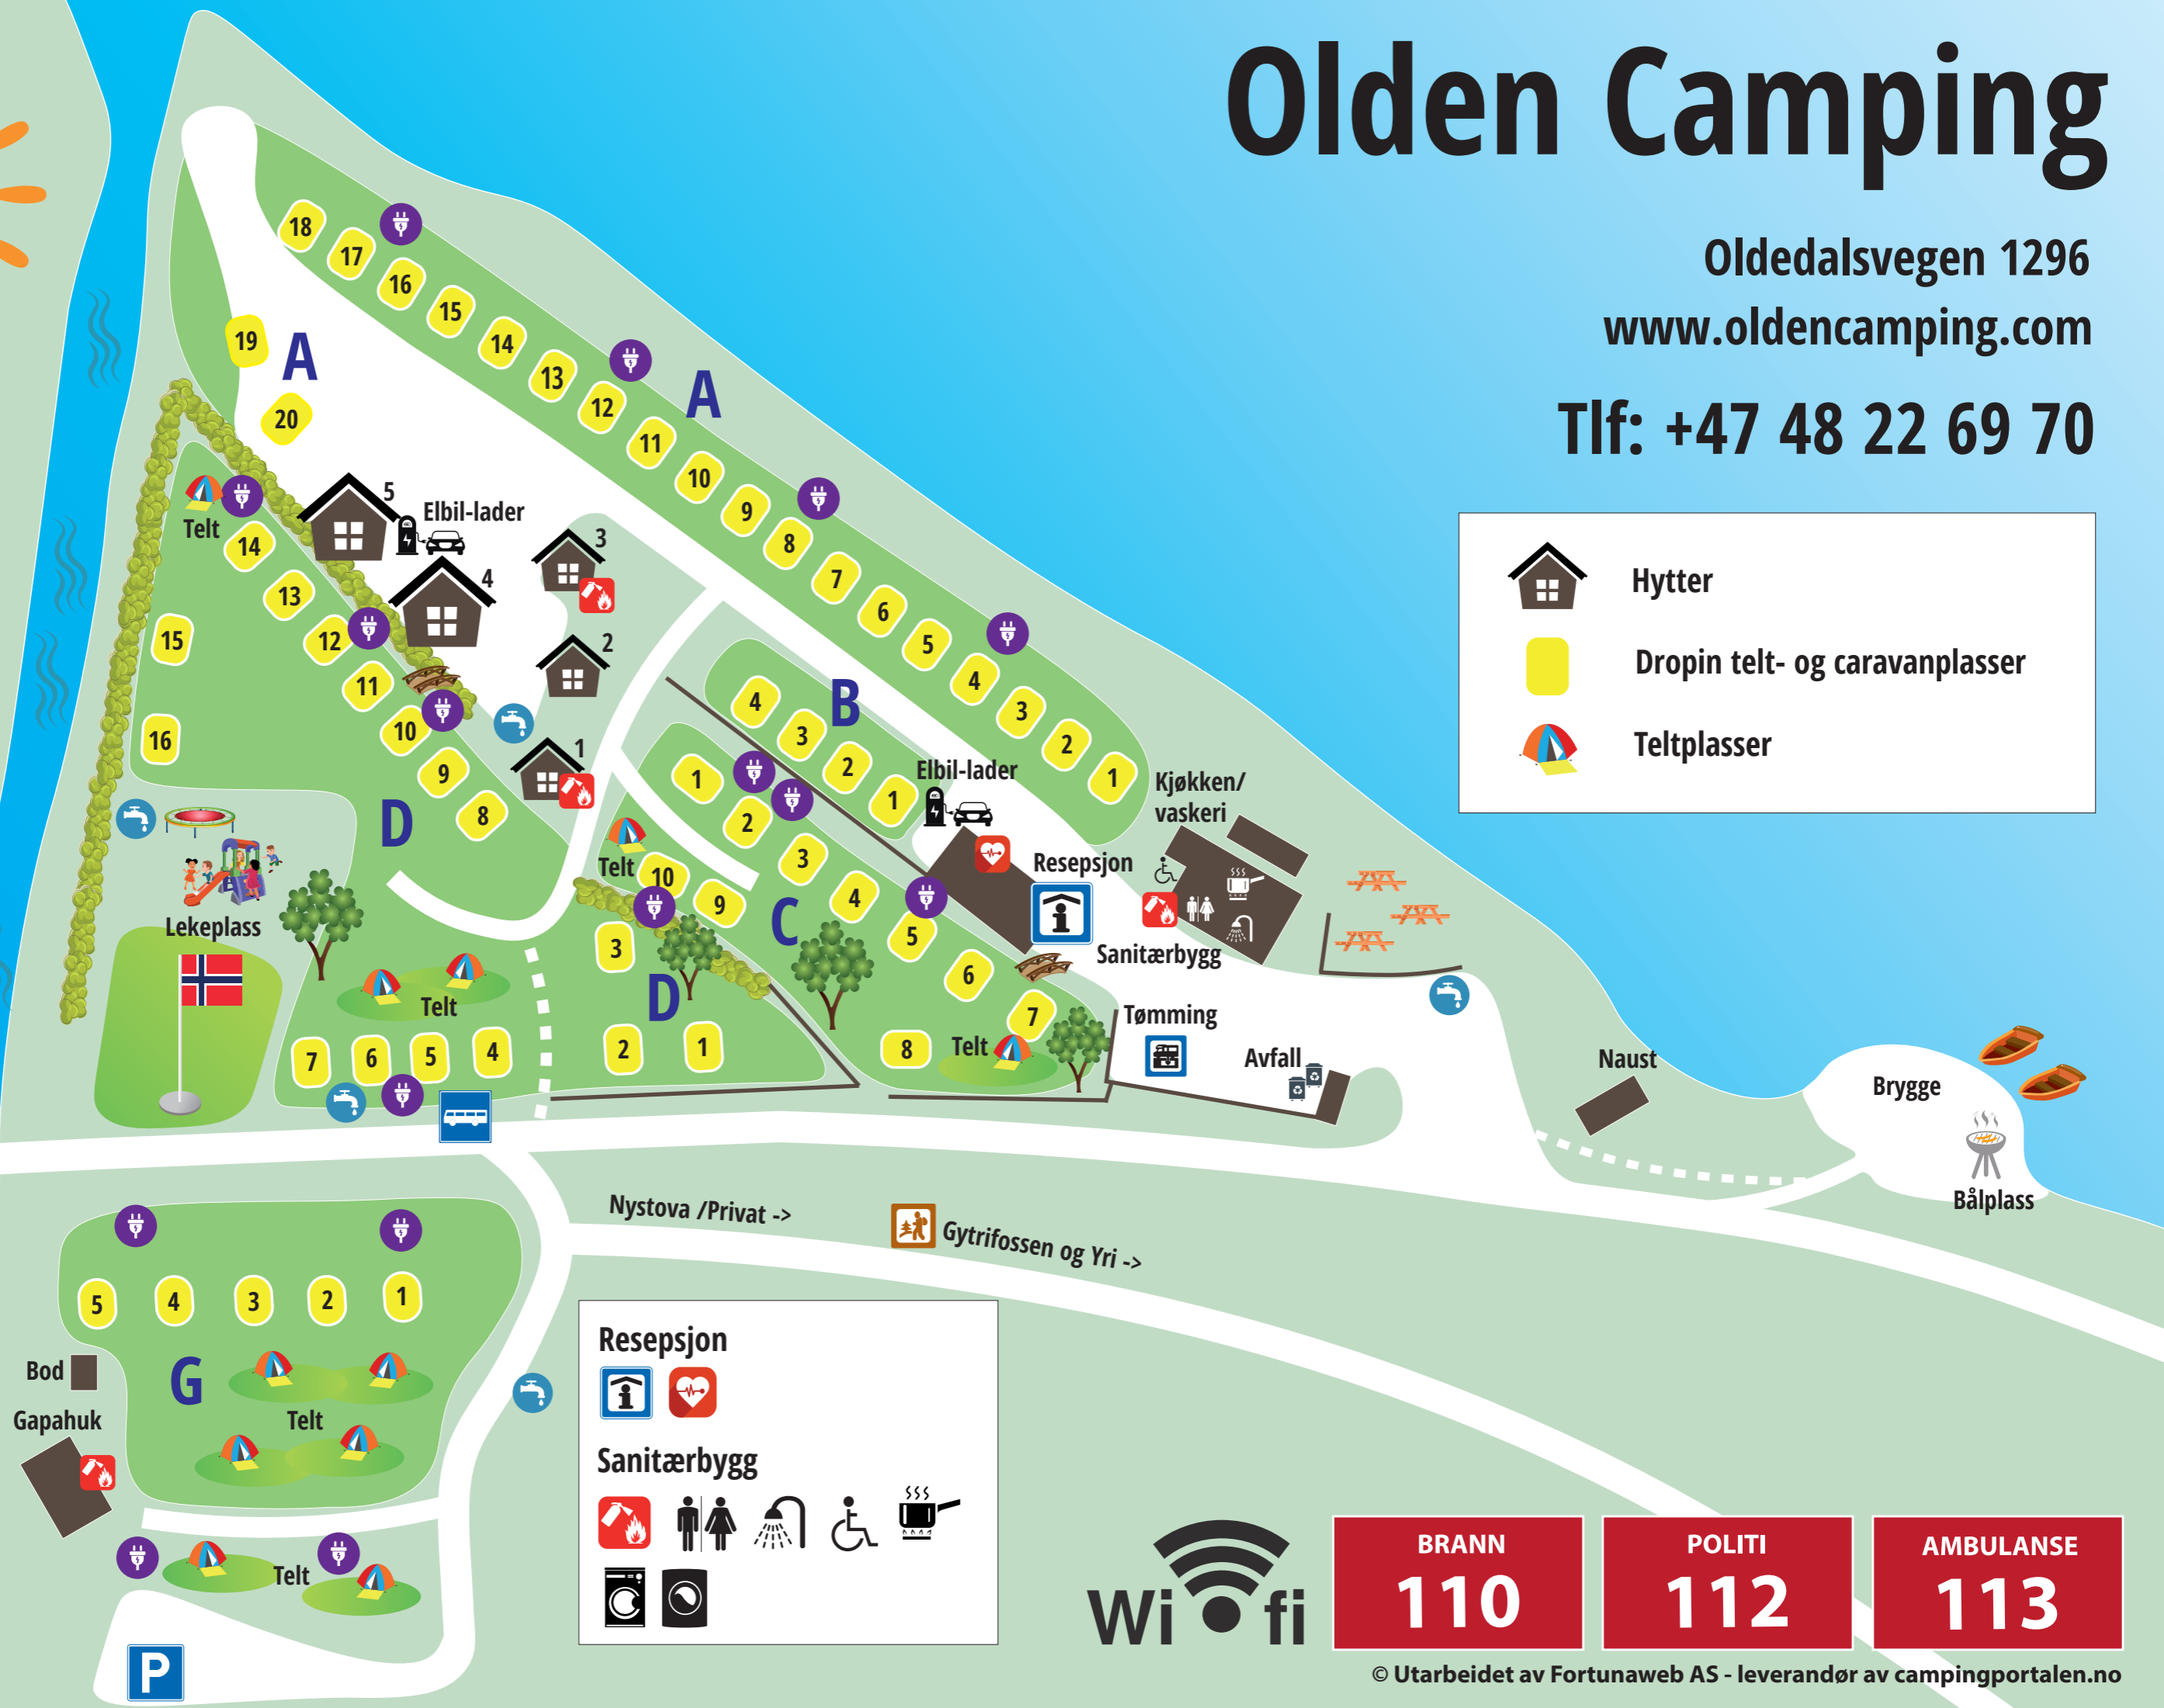 Olden Camping
Oldedalsvegen 1296
www.oldencamping.com
Tlf: +47 48 22 69 70
Hytter
Dropin telt- og caravanplasser
Teltplasser
18
17
16
15
14
13
12
11
10
9
8
7
6
5
4
3
2
1
A
19
A
20
5
Elbil-lader
4
3
2
1
Telt
14
13
12
11
10
9
8
15
16
D
Lekeplass
B
4
3
2
1
Elbil-lader
Kjøkken/
vaskeri
Resepsjon
Sanitærbygg
1
2
3
4
5
6
7
8
9
10
Telt
C
Telt
3
D
2
1
Telt
7
6
5
4
Tømming
Avfall
Naust
Brygge
Bålplass
Nystova /Privat ->
Gytrifossen og Yri ->
5
4
3
2
1
G
Bod
Gapahuk
Telt
Telt
P
Resepsjon
Sanitærbygg
Wi fi
BRANN
110
POLITI
112
AMBULANSE
113
© Utarbeidet av Fortunaweb AS - leverandør av campingportalen.no